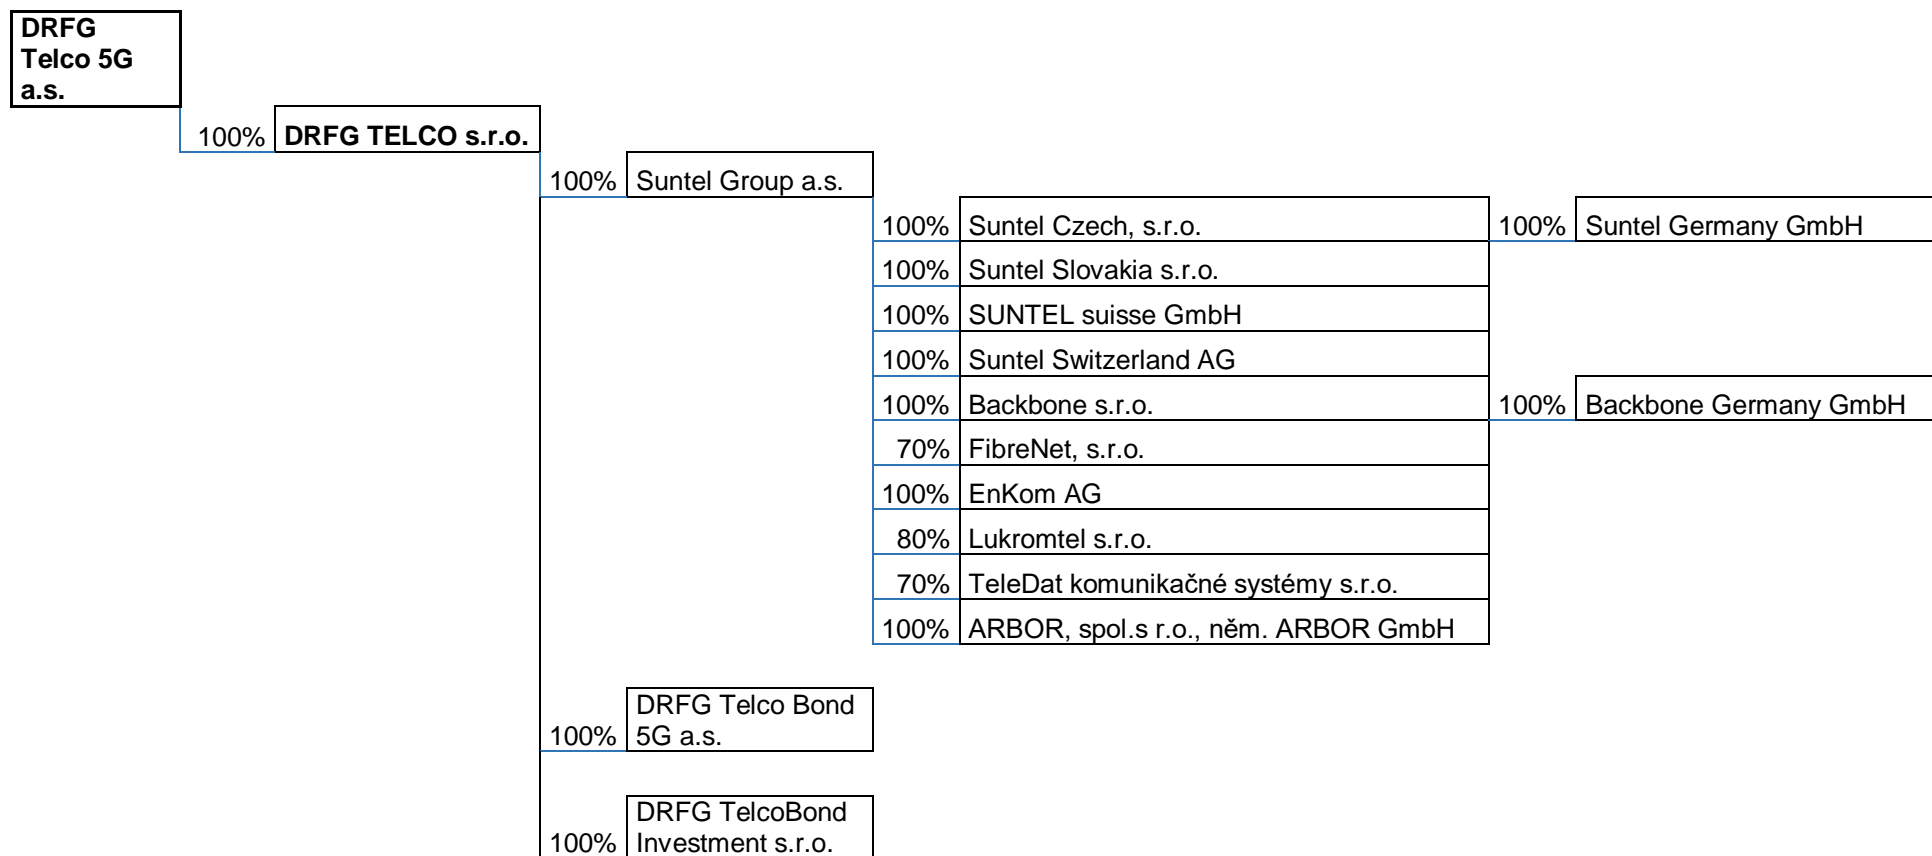 DRFG
Telco 5G
a.s.
100% DRFG TELCO s.r.o.
100% Suntel Group a.s.
100% Suntel Czech, s.r.o. 100% Suntel Germany GmbH
100% Suntel Slovakia s.r.o.
100% SUNTEL suisse GmbH
100% Suntel Switzerland AG
100% Backbone s.r.o. 100% Backbone Germany GmbH
70% FibreNet, s.r.o.
100% EnKom AG
80% Lukromtel s.r.o.
70% TeleDat komunikačné systémy s.r.o.
100% ARBOR, spol.s r.o., něm. ARBOR GmbH
DRFG Telco Bond
100% 5G a.s.
DRFG TelcoBond
100% Investment s.r.o.